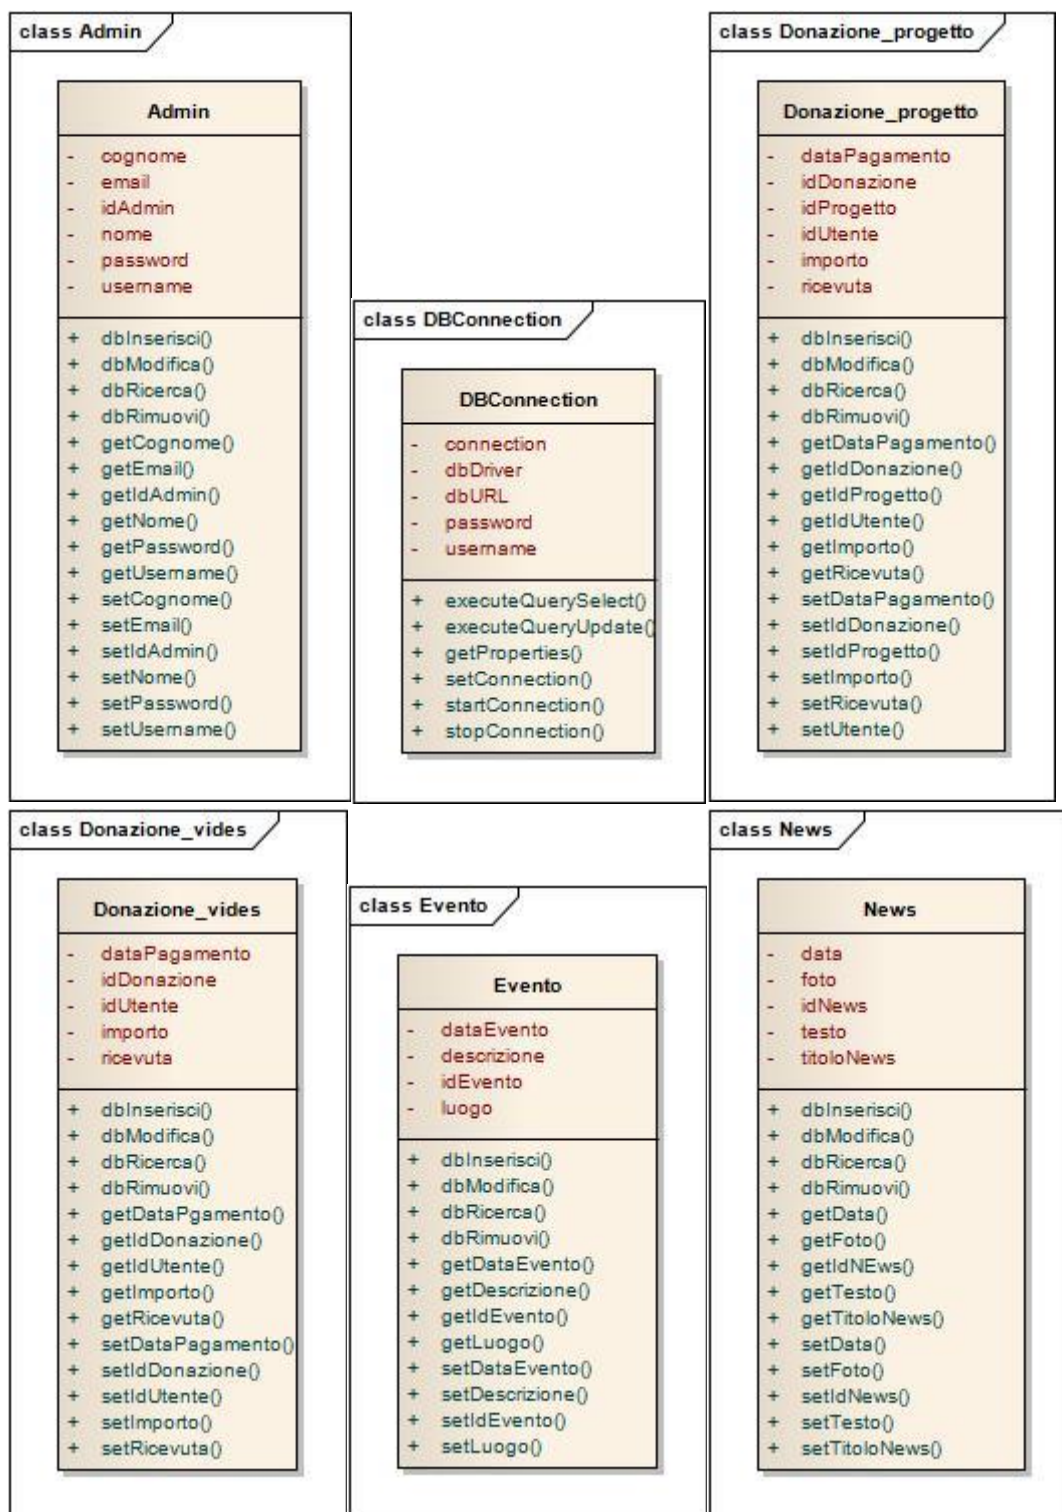 class Admin
Admin
- cognome
- email
- idAdmin
- nome
- password
- username
+ dbInserisci()
+ dbModifica()
+ dbRicerca()
+ dbRimuovi()
+ getCognome()
+ getEmail()
+ getIdAdmin()
+ getNome()
+ getPassword()
+ getUsername()
+ setCognome()
+ setEmail()
+ setIdAdmin()
+ setNome()
+ setPassword()
+ setUsername()
class DBConnection
DBConnection
- connection
- dbDriver
- dbURL
- password
- username
+ executeQuerySelect()
+ executeQueryUpdate()
+ getProperties()
+ setConnection()
+ startConnection()
+ stopConnection()
class Donazione_progetto
Donazione_progetto
- dataPagamento
- idDonazione
- idProgetto
- idUtente
- importo
- ricevuta
+ dbInserisci()
+ dbModifica()
+ dbRicerca()
+ dbRimuovi()
+ getDataPagamento()
+ getIdDonazione()
+ getIdProgetto()
+ getIdUtente()
+ getImporto()
+ getRicevuta()
+ setDataPagamento()
+ setIdDonazione()
+ setIdProgetto()
+ setImporto()
+ setRicevuta()
+ setUtente()
class Donazione_vides
Donazione_vides
- dataPagamento
- idDonazione
- idUtente
- importo
- ricevuta
+ dbInserisci()
+ dbModifica()
+ dbRicerca()
+ dbRimuovi()
+ getDataPgamento()
+ getIdDonazione()
+ getIdUtente()
+ getImporto()
+ getRicevuta()
+ setDataPagamento()
+ setIdDonazione()
+ setIdUtente()
+ setImporto()
+ setRicevuta()
class Evento
Evento
- dataEvento
- descrizione
- idEvento
- luogo
+ dbInserisci()
+ dbModifica()
+ dbRicerca()
+ dbRimuovi()
+ getDataEvento()
+ getDescrizione()
+ getIdEvento()
+ getLuogo()
+ setDataEvento()
+ setDescrizione()
+ setIdEvento()
+ setLuogo()
class News
News
- data
- foto
- idNews
- testo
- titoloNews
+ dbInserisci()
+ dbModifica()
+ dbRicerca()
+ dbRimuovi()
+ getData()
+ getFoto()
+ getIdNEws()
+ getTesto()
+ getTitoloNews()
+ setData()
+ setFoto()
+ setIdNews()
+ setTesto()
+ setTitoloNews()